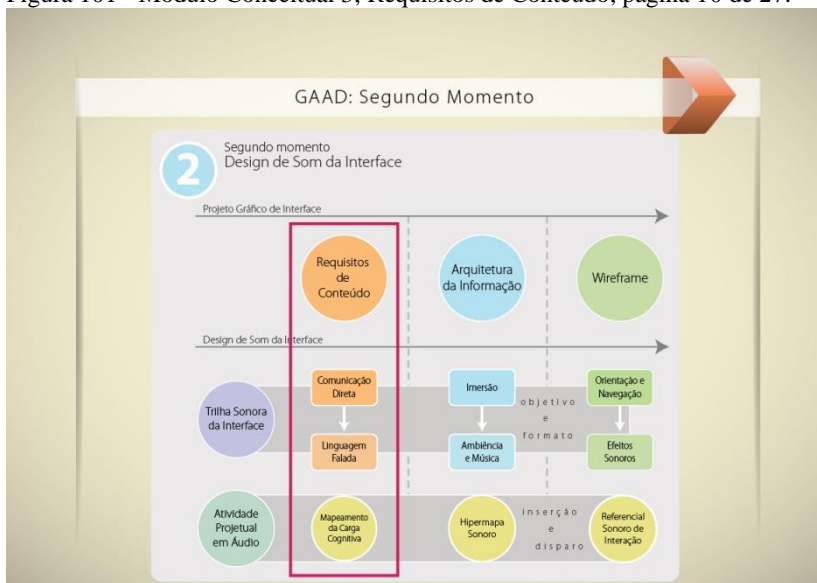 Figura 101 - Módulo Conceitual 3, Requisitos de Conteúdo, página 16 de 27.
GAAD: Segundo Momento
2
Segundo momento
Design de Som da Interface
Projeto Gráfico de Interface
Requisitos
de
Conteúdo
Arquitetura
da Informação
Wireframe
Design de Som da Interface
Trilha Sonora
da Interface
Comunicação
Direta
Linguagem
Falada
Imersão
Ambiência
e Música
objetivo
e
formato
Orientação e
Navegação
Efeitos
Sonoros
Atividade
Projetual
em Áudio
Mapeamento
da Carga
Cognitiva
Hipermapa
Sonoro
inserção
e
disparo
Referencial
Sonoro de
Interação